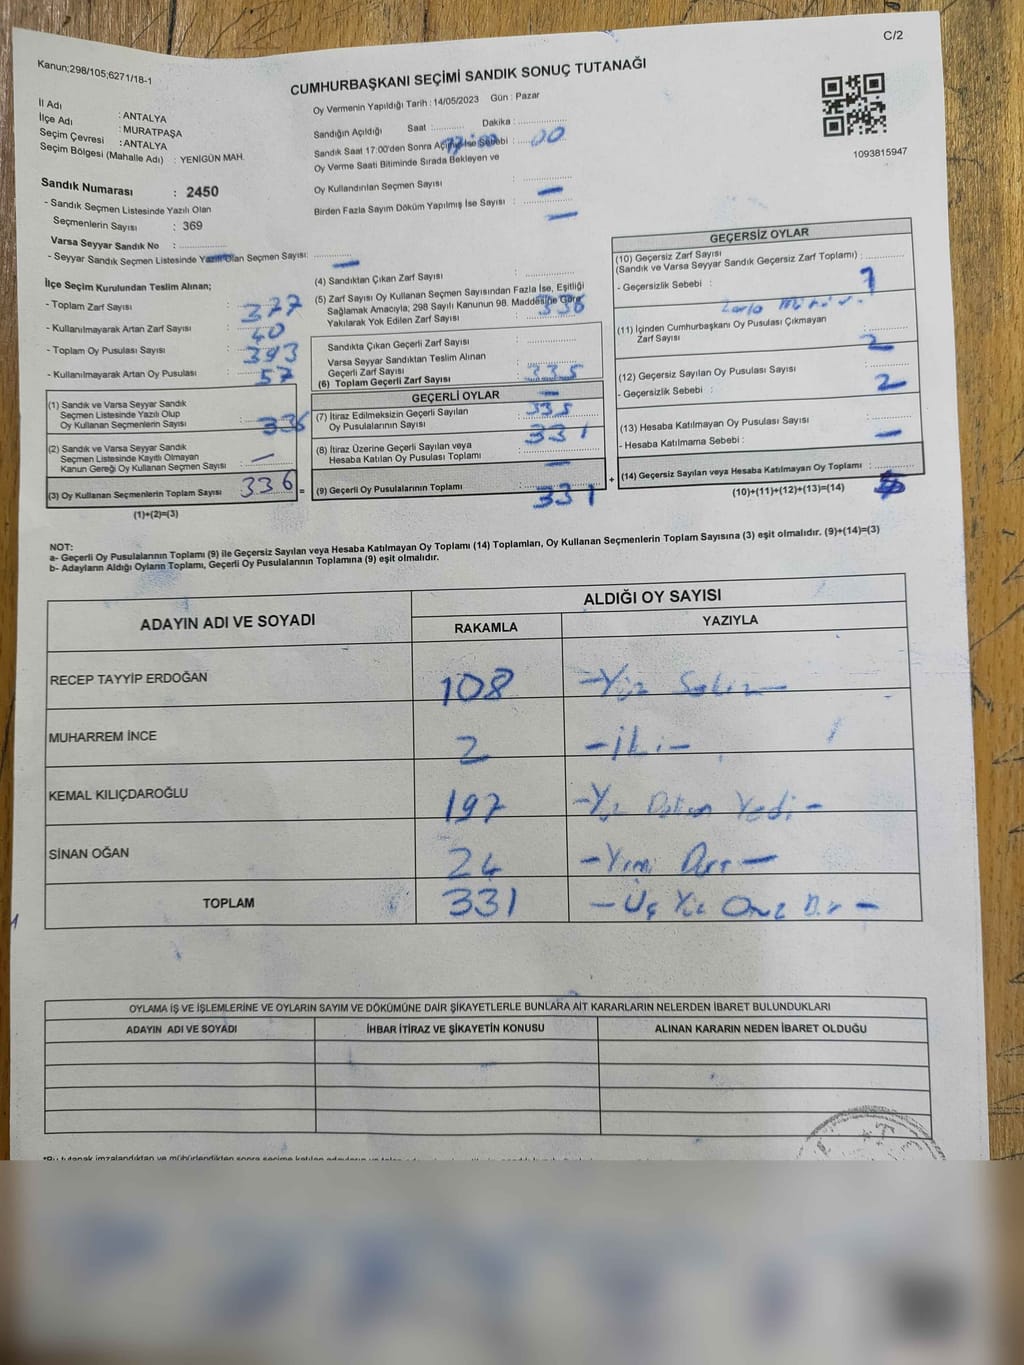 C/2
Kanun;298/105;6271/18-1
CUMHURBAŞKANI SEÇİMİ SANDIK SONUÇ TUTANAĞI
Oy Vermenin Yapıldığı Tarih : 14/05/2023 Gün : Pazar
İl Adı : ANTALYA
İlçe Adı : MURATPAŞA
Seçim Çevresi : ANTALYA
Seçim Bölgesi (Mahalle Adı) : YENİGÜN MAH.
Sandık Numarası : 2450
- Sandık Seçmen Listesinde Yazılı Olan
Seçmenlerin Sayısı : 369
Varsa Seyyar Sandık No :
- Seyyar Sandık Seçmen Listesinde Yazılı Olan Seçmen Sayısı: —
Sandığın Açıldığı Saat : Dakika : 00
Sandık Saat 17:00'den Sonra Açılmış İse Sebebi :
Oy Verme Saati Bitiminde Sırada Bekleyen ve
Oy Kullandırılan Seçmen Sayısı : —
Birden Fazla Sayım Döküm Yapılmış İse Sayısı : —
1093815947
İlçe Seçim Kurulundan Teslim Alınan;
- Toplam Zarf Sayısı : 377
- Kullanılmayarak Artan Zarf Sayısı : 40
- Toplam Oy Pusulası Sayısı : 393
- Kullanılmayarak Artan Oy Pusulası : 57
(1) Sandık ve Varsa Seyyar Sandık
Seçmen Listesinde Yazılı Olup
Oy Kullanan Seçmenlerin Sayısı : 336
(2) Sandık ve Varsa Seyyar Sandık
Seçmen Listesinde Kayıtlı Olmayan
Kanun Gereği Oy Kullanan Seçmen Sayısı : —
(3) Oy Kullanan Seçmenlerin Toplam Sayısı 336 =
(1)+(2)=(3)
(4) Sandıktan Çıkan Zarf Sayısı : 336
(5) Zarf Sayısı Oy Kullanan Seçmen Sayısından Fazla İse, Eşitliği
Sağlamak Amacıyla; 298 Sayılı Kanunun 98. Maddesine Göre
Yakılarak Yok Edilen Zarf Sayısı :
Sandıkta Çıkan Geçerli Zarf Sayısı : 335
Varsa Seyyar Sandıktan Teslim Alınan
Geçerli Zarf Sayısı : —
(6) Toplam Geçerli Zarf Sayısı : 335
GEÇERLİ OYLAR
(7) İtiraz Edilmeksizin Geçerli Sayılan
Oy Pusulalarının Sayısı : 331
(8) İtiraz Üzerine Geçerli Sayılan veya
Hesaba Katılan Oy Pusulası Toplamı : —
(9) Geçerli Oy Pusulalarının Toplamı : 331 +
GEÇERSİZ OYLAR
(10) Geçersiz Zarf Sayısı
(Sandık ve Varsa Seyyar Sandık Geçersiz Zarf Toplamı) : 1
- Geçersizlik Sebebi :
(11) İçinden Cumhurbaşkanı Oy Pusulası Çıkmayan
Zarf Sayısı : 2
(12) Geçersiz Sayılan Oy Pusulası Sayısı : 2
- Geçersizlik Sebebi :
(13) Hesaba Katılmayan Oy Pusulası Sayısı : —
- Hesaba Katılmama Sebebi :
(14) Geçersiz Sayılan veya Hesaba Katılmayan Oy Toplamı :
(10)+(11)+(12)+(13)=(14)
NOT:
a- Geçerli Oy Pusulalarının Toplamı (9) ile Geçersiz Sayılan veya Hesaba Katılmayan Oy Toplamı (14) Toplamları, Oy Kullanan Seçmenlerin Toplam Sayısına (3) eşit olmalıdır. (9)+(14)=(3)
b- Adayların Aldığı Oyların Toplamı, Geçerli Oy Pusulalarının Toplamına (9) eşit olmalıdır.
ADAYIN ADI VE SOYADI
ALDIĞI OY SAYISI
RAKAMLA YAZIYLA
RECEP TAYYİP ERDOĞAN 108 -Yüz Sekiz-
MUHARREM İNCE 2 -İki-
KEMAL KILIÇDAROĞLU 197 -Yüz Doksan Yedi-
SİNAN OĞAN 24 -Yirmi Dört-
TOPLAM 331 -Üç Yüz Otuz Bir-
OYLAMA İŞ VE İŞLEMLERİNE VE OYLARIN SAYIM VE DÖKÜMÜNE DAİR ŞİKAYETLERLE BUNLARA AİT KARARLARIN NELERDEN İBARET BULUNDUKLARI
ADAYIN ADI VE SOYADI İHBAR İTİRAZ VE ŞİKAYETİN KONUSU ALINAN KARARIN NEDEN İBARET OLDUĞU